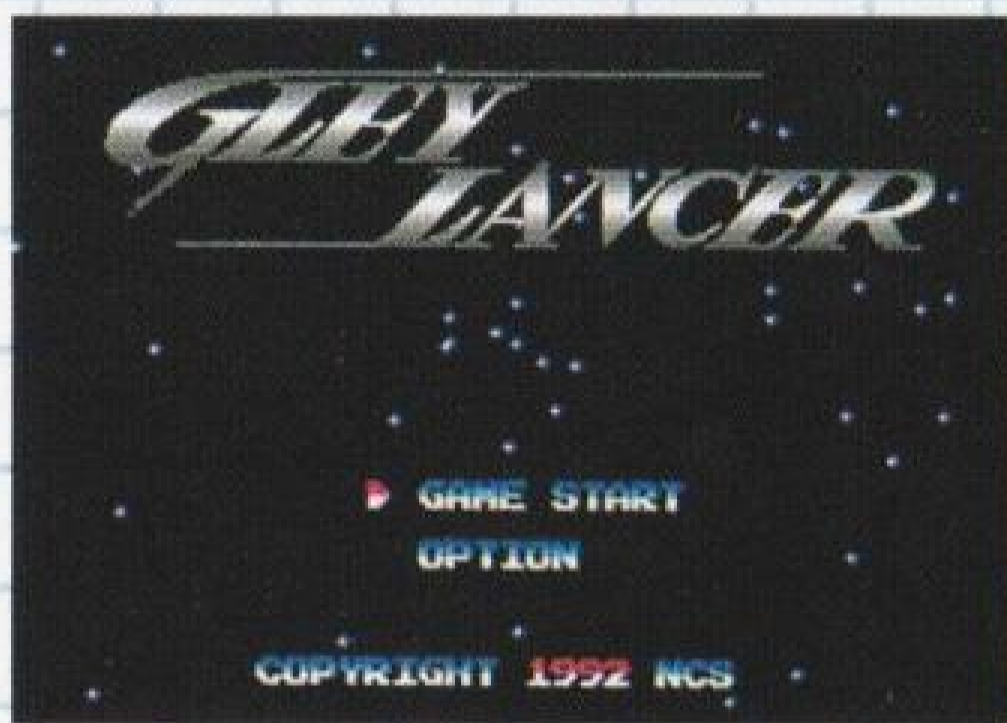 GLEY
LANCER
GAME START
OPTION
COPYRIGHT 1992 NCS